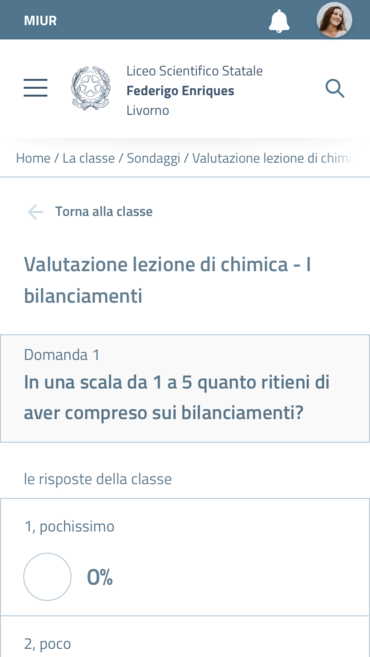 MIUR
Liceo Scientifico Statale
Federigo Enriques
Livorno
Home / La classe / Sondaggi / Valutazione lezione di chimi
Torna alla classe
Valutazione lezione di chimica - I
bilanciamenti
Domanda 1
In una scala da 1 a 5 quanto ritieni di
aver compreso sui bilanciamenti?
le risposte della classe
1, pochissimo
0%
2, poco